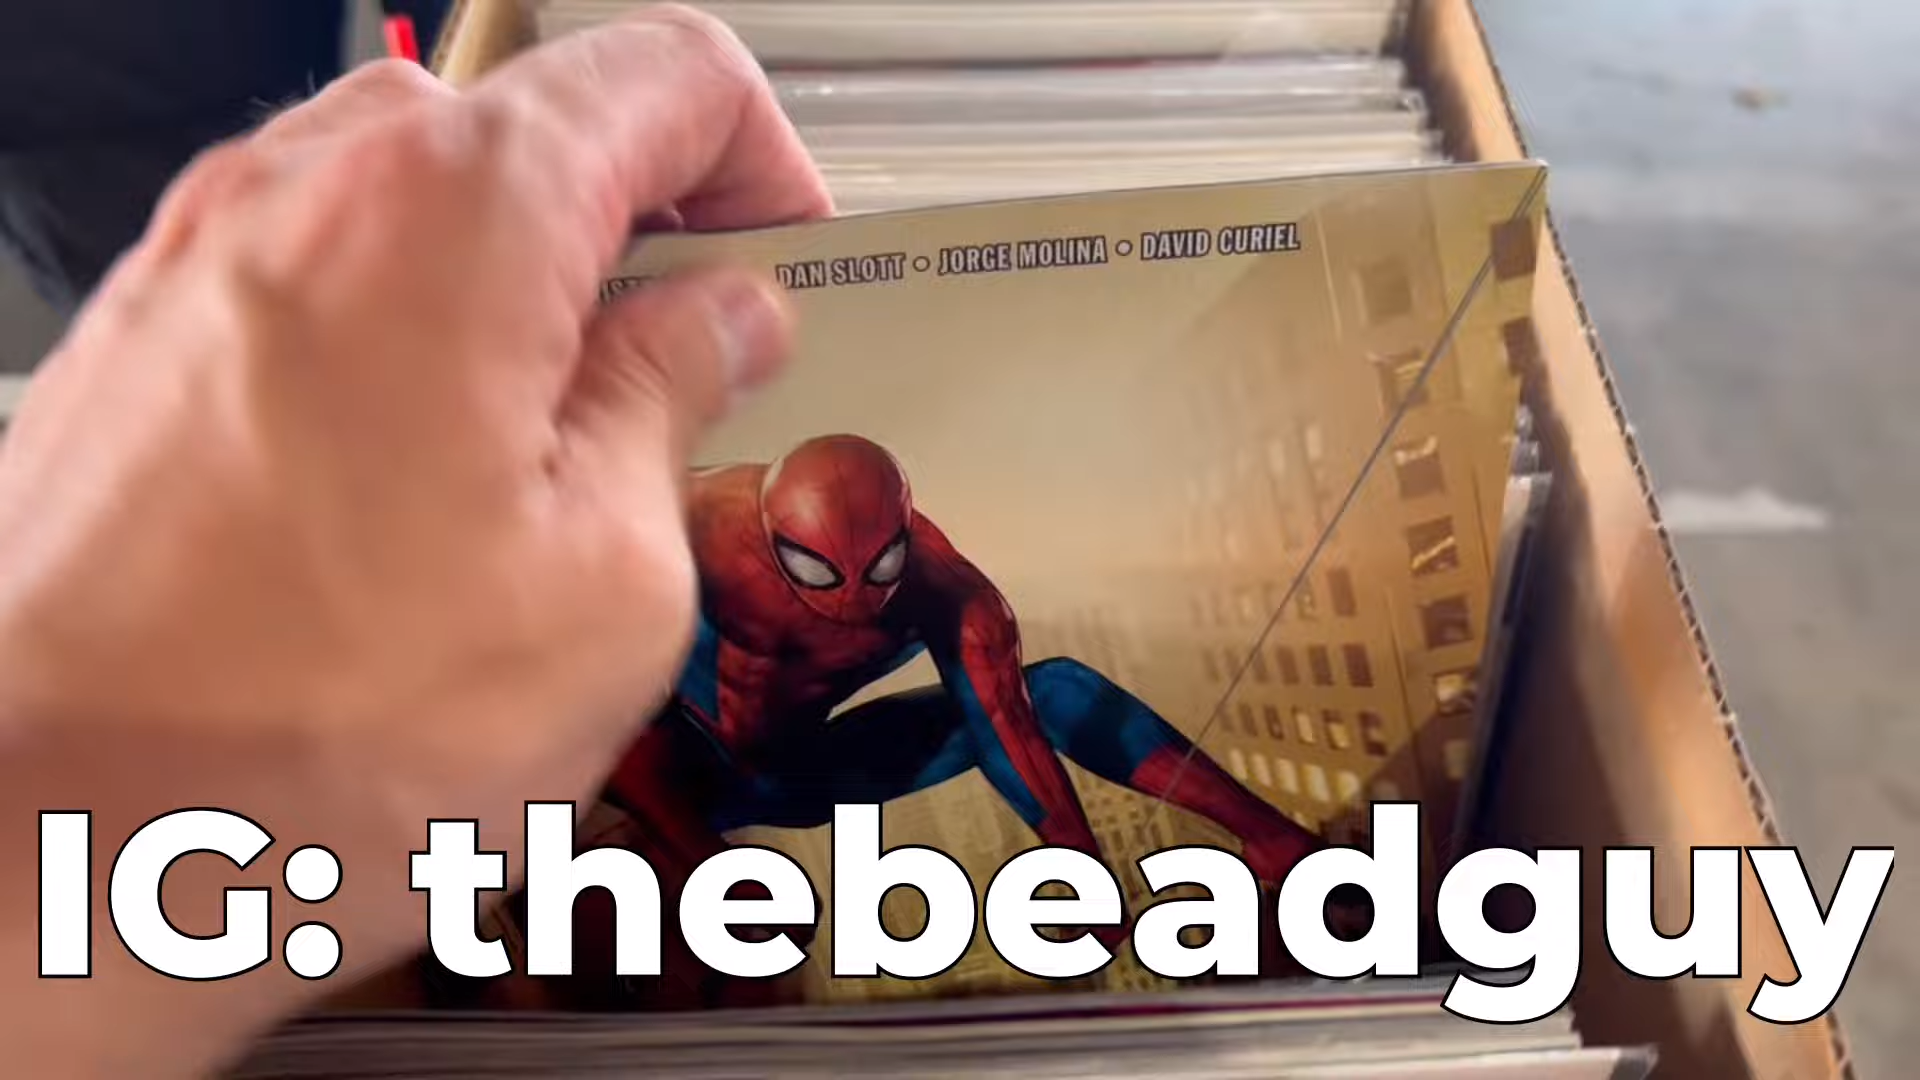 DAN SLOTT • JORGE MOLINA • DAVID CURIEL
IG: thebeadguy